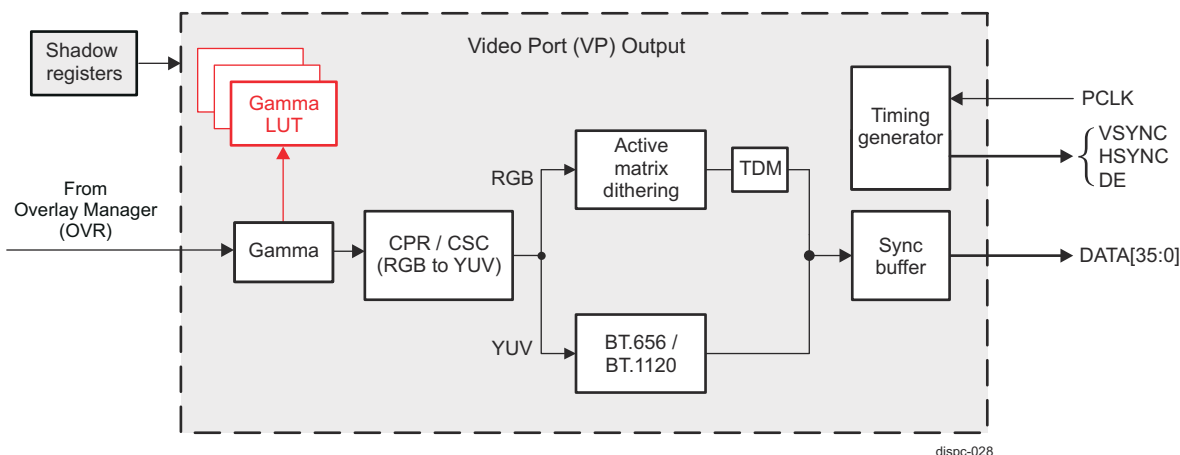 Shadow
registers
Video Port (VP) Output
Gamma
LUT
Timing
generator
PCLK
VSYNC
HSYNC
DE
From
Overlay Manager
(OVR)
Gamma
CPR / CSC
(RGB to YUV)
RGB
Active
matrix
dithering
TDM
YUV
BT.656 /
BT.1120
Sync
buffer
DATA[35:0]
dispc-028